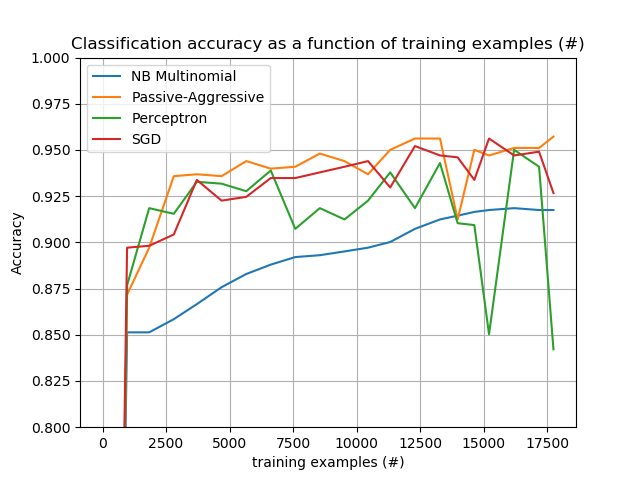 Classification accuracy as a function of training examples (#)
1.000
0.975
0.950
0.925
0.900
0.875
0.850
0.825
0.800
Accuracy
NB Multinomial
Passive-Aggressive
Perceptron
SGD
0
2500
5000
7500
10000
12500
15000
17500
training examples (#)